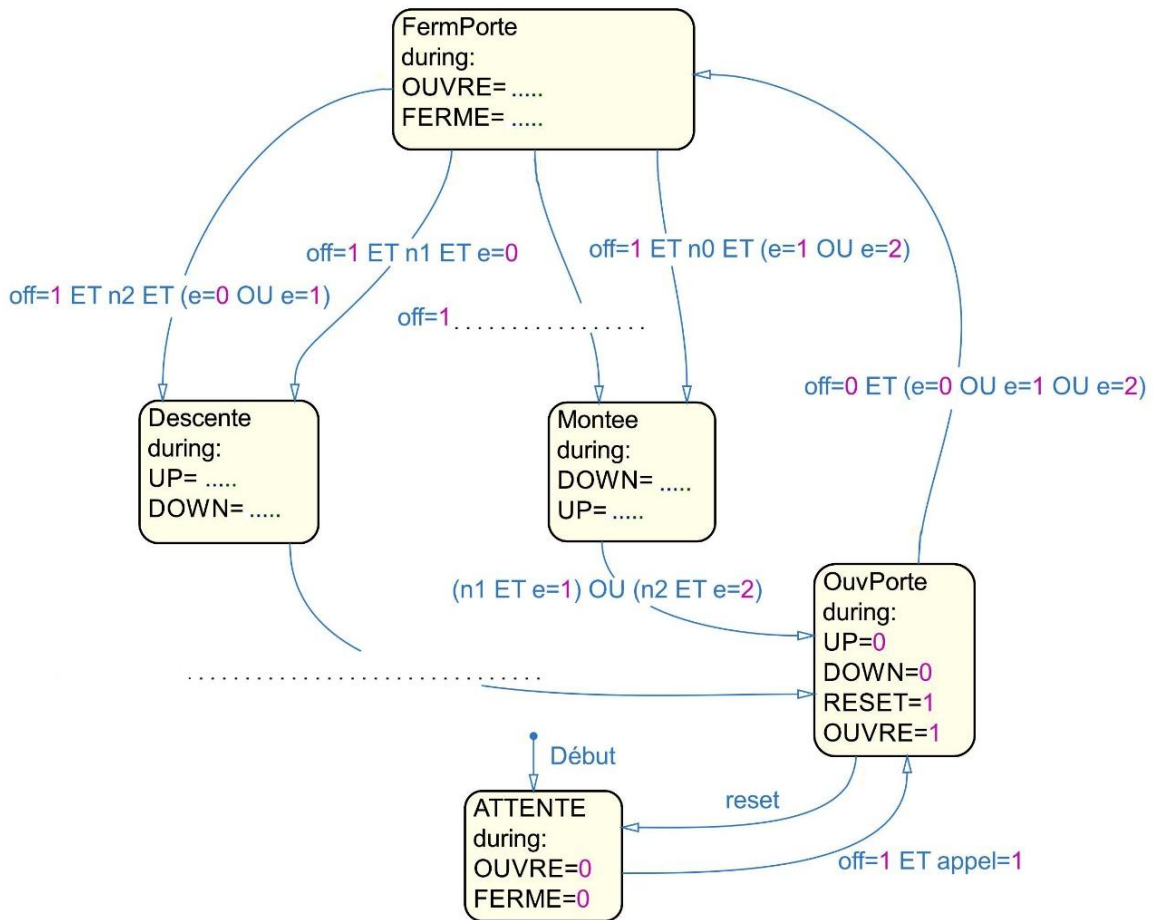 FermPorte
during:
OUVRE= .....
FERME= .....
off=1 ET n2 ET (e=0 OU e=1)
off=1 ET n1 ET e=0
off=1 . . . . . . . . . . . . . . . . .
off=1 ET n0 ET (e=1 OU e=2)
off=0 ET (e=0 OU e=1 OU e=2)
Descente
during:
UP= .....
DOWN= .....
Montee
during:
DOWN= .....
UP= .....
(n1 ET e=1) OU (n2 ET e=2)
. . . . . . . . . . . . . . . . . . . . . . . . . . . . . . .
OuvPorte
during:
UP=0
DOWN=0
RESET=1
OUVRE=1
Début
ATTENTE
during:
OUVRE=0
FERME=0
reset
off=1 ET appel=1